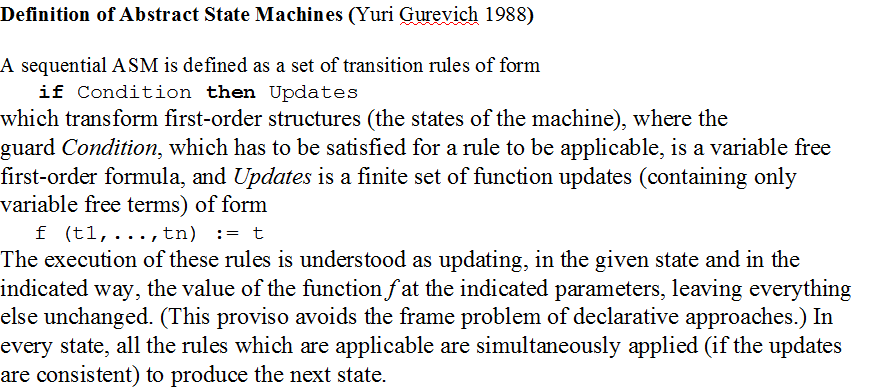 Definition of Abstract State Machines (Yuri Gurevich 1988)
A sequential ASM is defined as a set of transition rules of form
if Condition then Updates
which transform first-order structures (the states of the machine), where the
guard Condition, which has to be satisfied for a rule to be applicable, is a variable free
first-order formula, and Updates is a finite set of function updates (containing only
variable free terms) of form
f (t1,...,tn) := t
The execution of these rules is understood as updating, in the given state and in the
indicated way, the value of the function f at the indicated parameters, leaving everything
else unchanged. (This proviso avoids the frame problem of declarative approaches.) In
every state, all the rules which are applicable are simultaneously applied (if the updates
are consistent) to produce the next state.